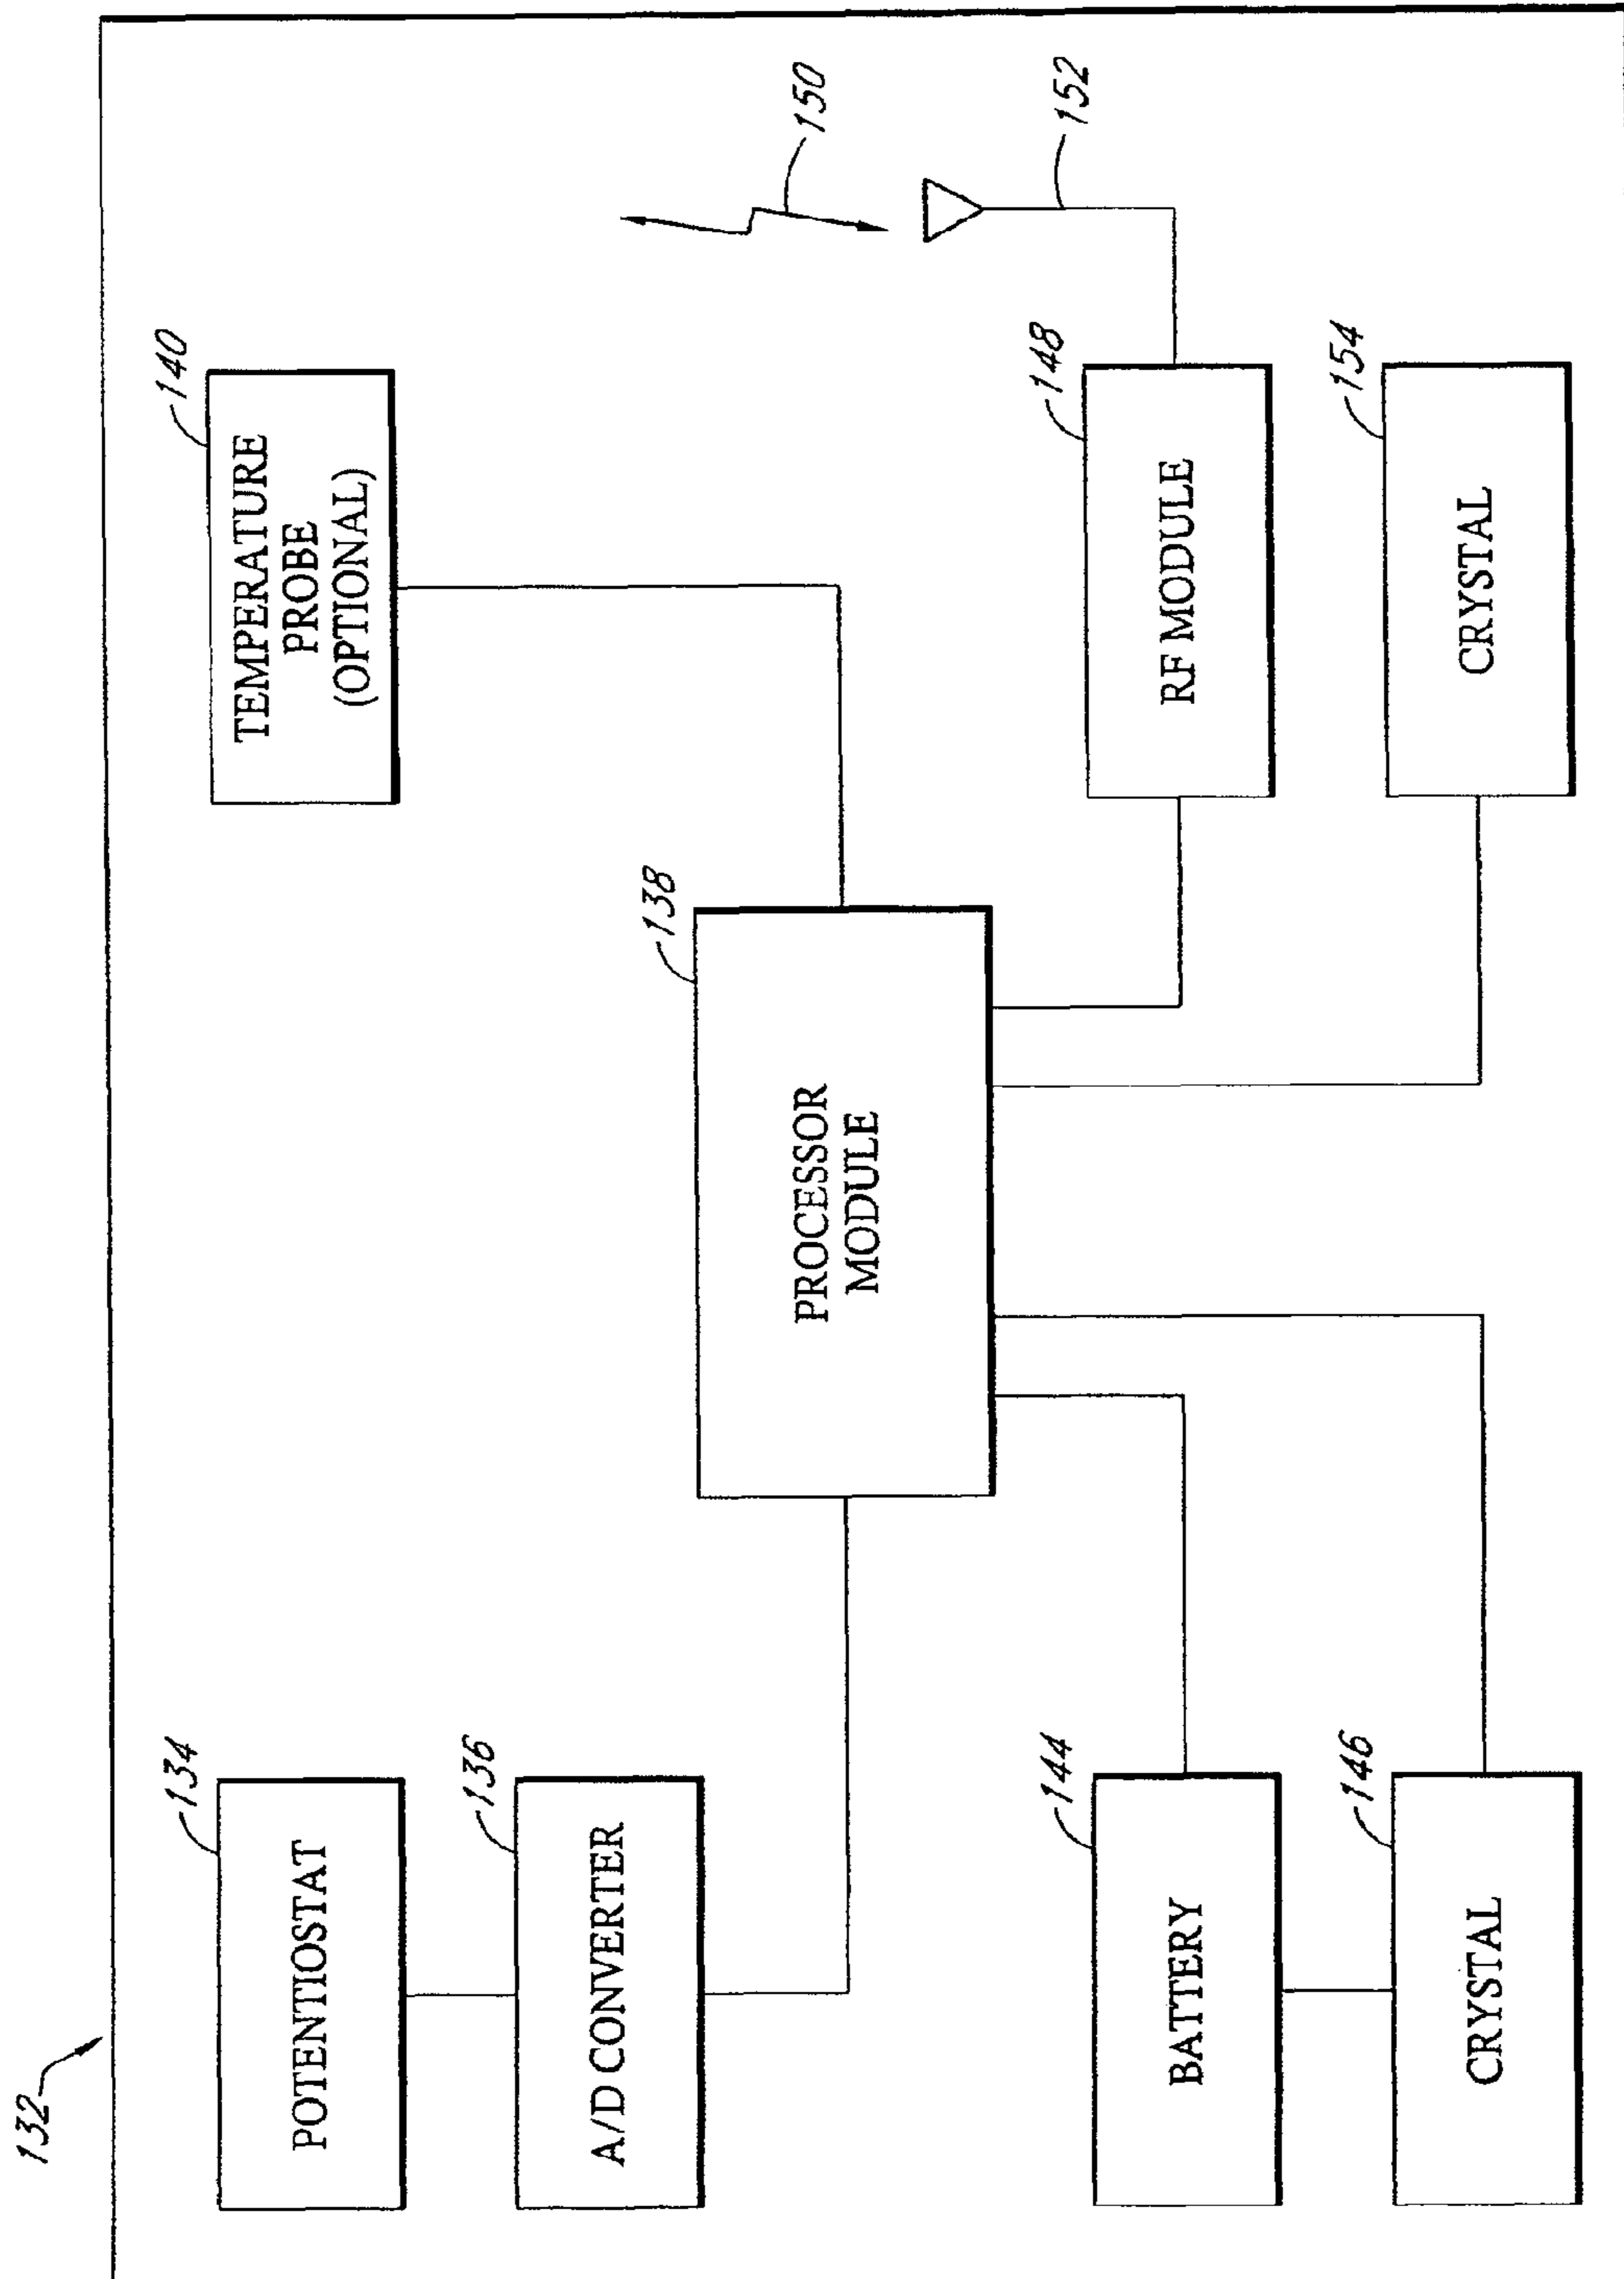 132
134
POTENTIOSTAT
136
A/D CONVERTER
138
PROCESSOR
MODULE
140
TEMPERATURE
PROBE
(OPTIONAL)
150
152
144
BATTERY
146
CRYSTAL
148
RF MODULE
154
CRYSTAL